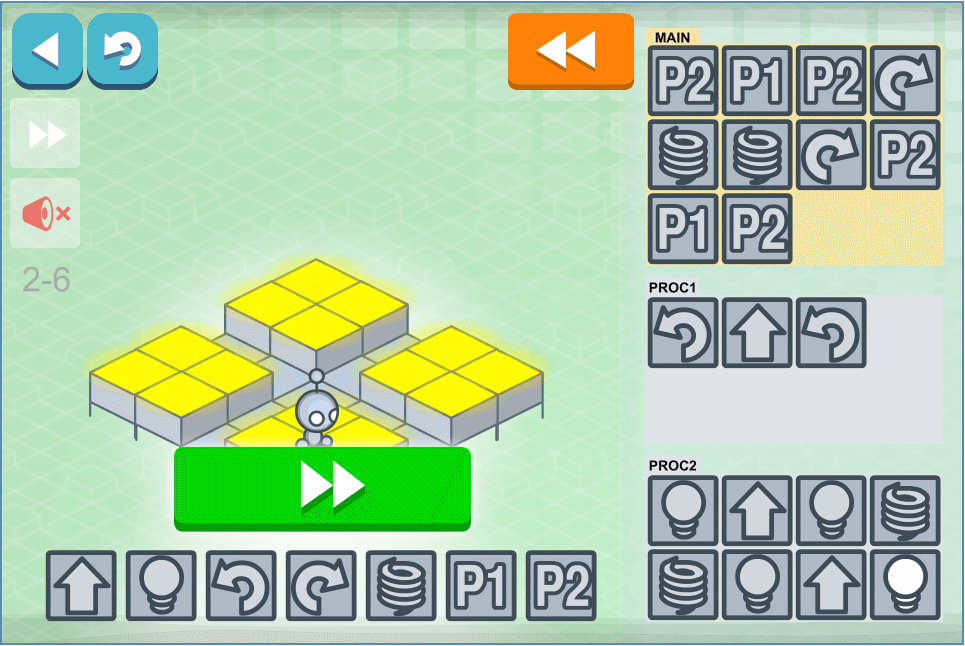 MAIN
P2 P1 P2
P2
2-6
P1 P2
PROC1
PROC2
P1 P2